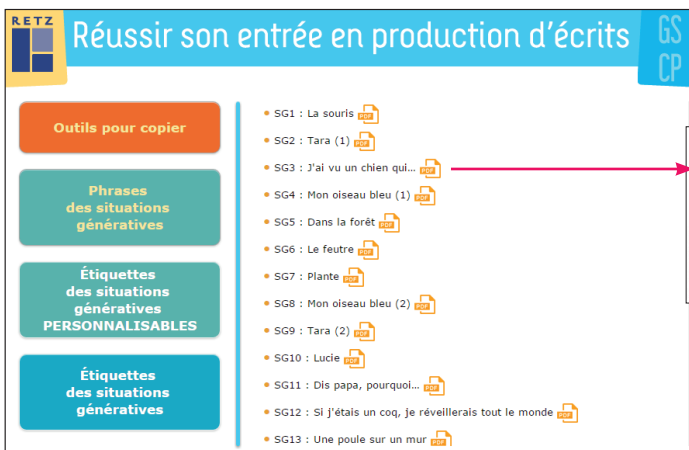 RETZ
Réussir son entrée en production d'écrits
GS
CP
Outils pour copier
Phrases
des situations
génératives
Étiquettes
des situations
génératives
PERSONNALISABLES
Étiquettes
des situations
génératives
SG1 : La souris PDF
SG2 : Tara (1) PDF
SG3 : J'ai vu un chien qui... PDF
SG4 : Mon oiseau bleu (1) PDF
SG5 : Dans la forêt PDF
SG6 : Le feutre PDF
SG7 : Plante PDF
SG8 : Mon oiseau bleu (2) PDF
SG9 : Tara (2) PDF
SG10 : Lucie PDF
SG11 : Dis papa, pourquoi... PDF
SG12 : Si j'étais un coq, je réveillerais tout le monde PDF
SG13 : Une poule sur un mur PDF